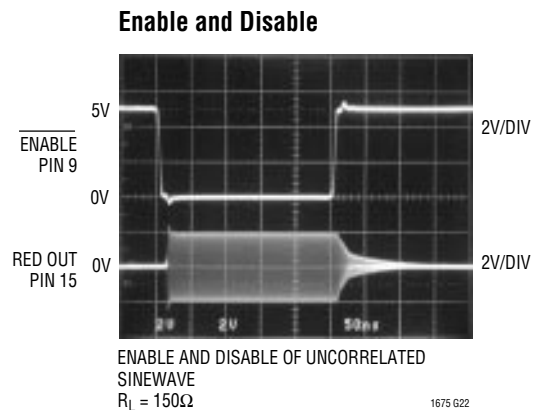 Enable and Disable
5V
ENABLE
PIN 9
2V/DIV
0V
RED OUT
PIN 15
0V
2V/DIV
2V 2V 50ns
ENABLE AND DISABLE OF UNCORRELATED
SINEWAVE
RL = 150Ω
1675 G22